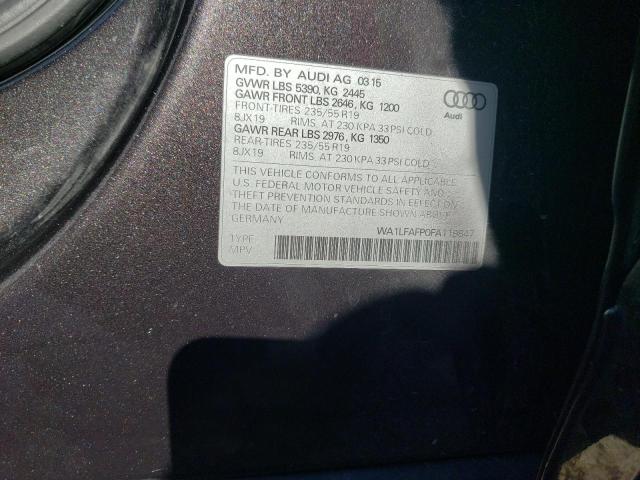 MFD. BY AUDI AG 03 15
GVWR LBS 5390, KG 2445
GAWR FRONT LBS 2646, KG 1200
FRONT-TIRES 235/55 R19
8JX19 RIMS. AT 230 KPA 33 PSI COLD
GAWR REAR LBS 2976, KG 1350
REAR-TIRES 235/55 R19
8JX19 RIMS. AT 230 KPA 33 PSI COLD
Audi
THIS VEHICLE CONFORMS TO ALL APPLICABLE
U.S. FEDERAL MOTOR VEHICLE SAFETY AND
THEFT PREVENTION STANDARDS IN EFFECT ON
THE DATE OF MANUFACTURE SHOWN ABOVE
GERMANY
WA1LFAFP0FA119847
TYPE
MPV